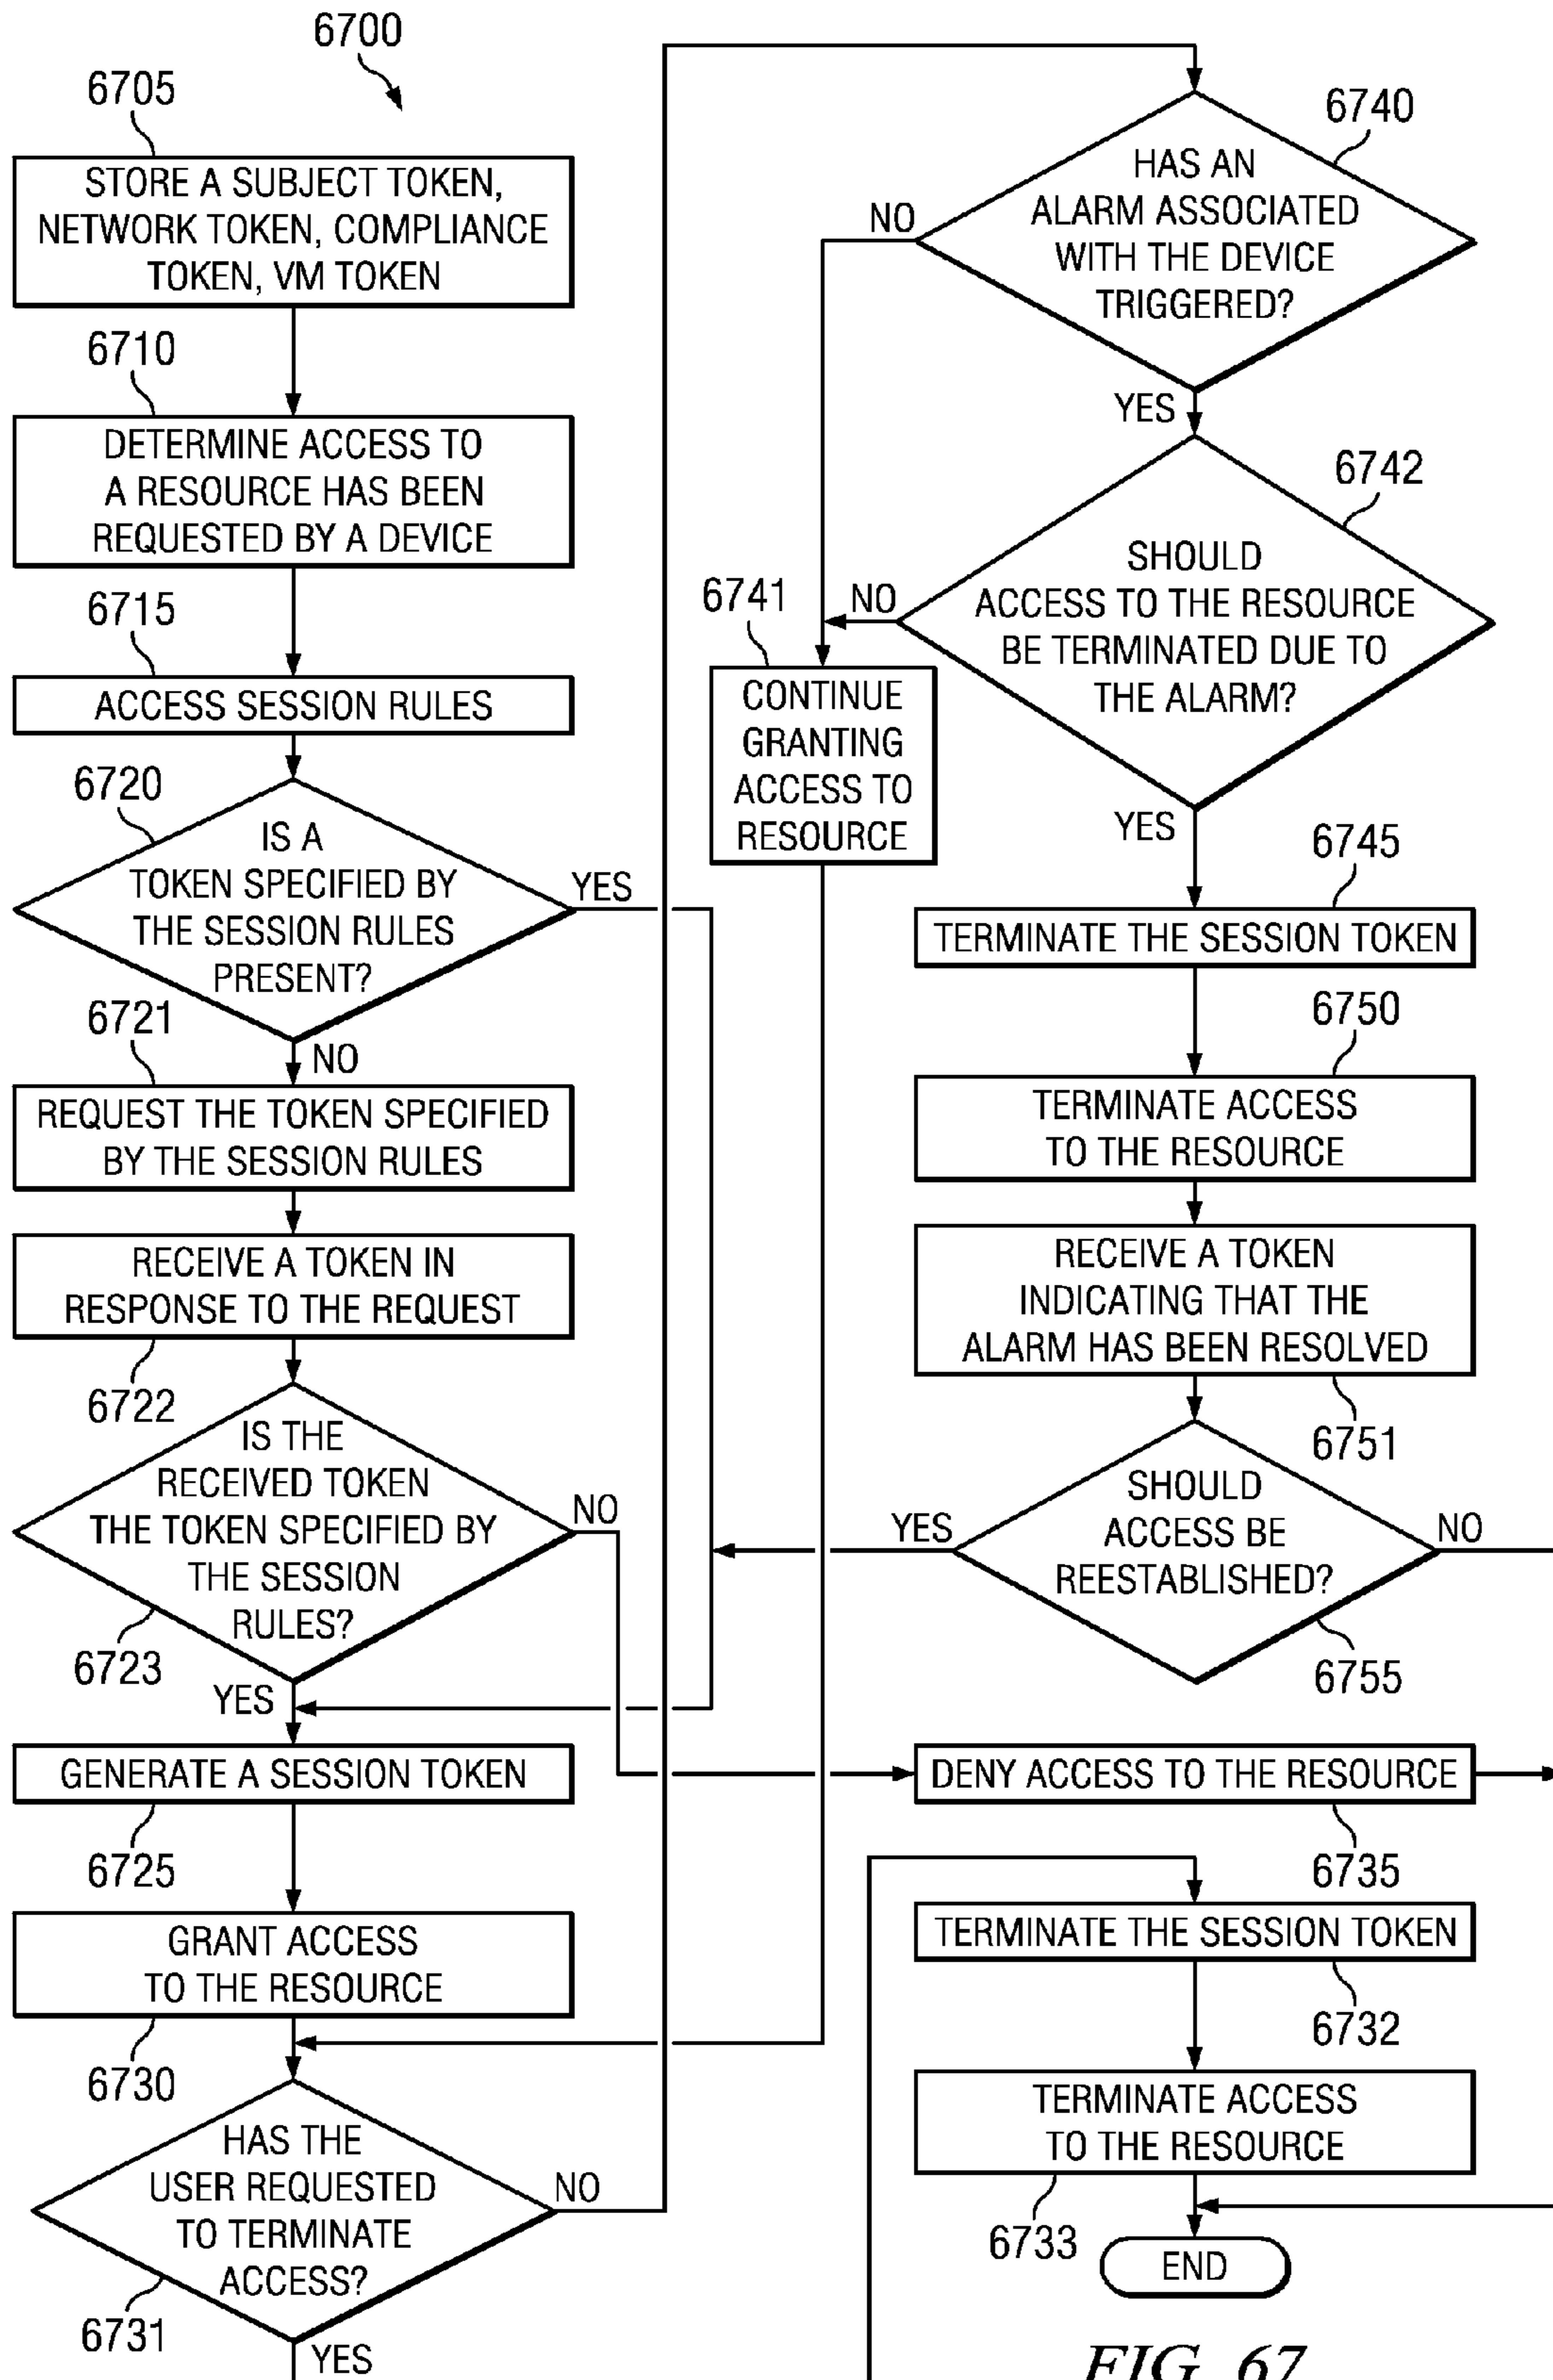 6700
6705
STORE A SUBJECT TOKEN,
NETWORK TOKEN, COMPLIANCE
TOKEN, VM TOKEN
6710
DETERMINE ACCESS TO
A RESOURCE HAS BEEN
REQUESTED BY A DEVICE
6715
ACCESS SESSION RULES
6720
IS A
TOKEN SPECIFIED BY
THE SESSION RULES
PRESENT?
YES
NO
6721
REQUEST THE TOKEN SPECIFIED
BY THE SESSION RULES
RECEIVE A TOKEN IN
RESPONSE TO THE REQUEST
6722
IS THE
RECEIVED TOKEN
THE TOKEN SPECIFIED BY
THE SESSION
RULES?
NO
6723
YES
GENERATE A SESSION TOKEN
6725
GRANT ACCESS
TO THE RESOURCE
6730
HAS THE
USER REQUESTED
TO TERMINATE
ACCESS?
NO
6731
YES
6740
HAS AN
ALARM ASSOCIATED
WITH THE DEVICE
TRIGGERED?
NO
YES
6742
SHOULD
ACCESS TO THE RESOURCE
BE TERMINATED DUE TO
THE ALARM?
NO
YES
6741
CONTINUE
GRANTING
ACCESS TO
RESOURCE
6745
TERMINATE THE SESSION TOKEN
6750
TERMINATE ACCESS
TO THE RESOURCE
RECEIVE A TOKEN
INDICATING THAT THE
ALARM HAS BEEN RESOLVED
6751
SHOULD
ACCESS BE
REESTABLISHED?
YES
NO
6755
DENY ACCESS TO THE RESOURCE
6735
TERMINATE THE SESSION TOKEN
6732
TERMINATE ACCESS
TO THE RESOURCE
6733
END
FIG. 67